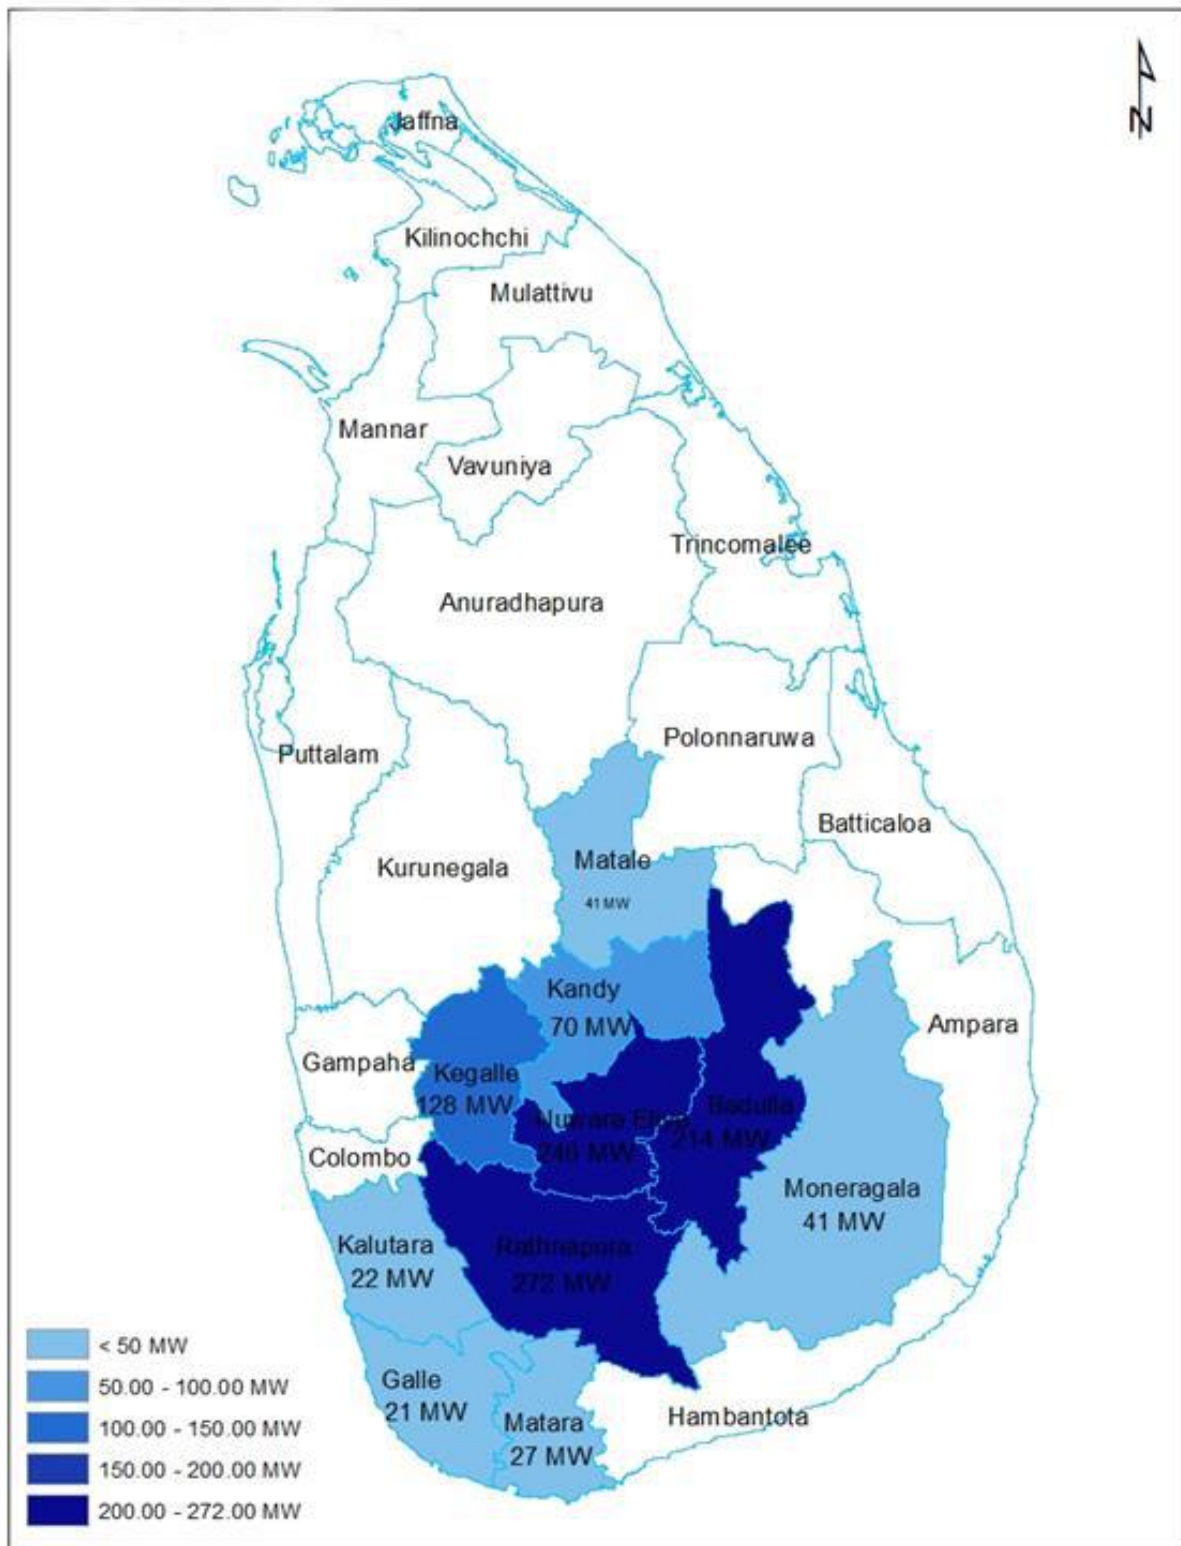 N
Jaffna
Kilinochchi
Mulattivu
Mannar
Vavuniya
Trincomalee
Anuradhapura
Polonnaruwa
Puttalam
Batticaloa
Kurunegala
Matale
41 MW
Kandy
70 MW
Ampara
Gampaha
Kegalle
128 MW
Nuwara Eliya
246 MW
Badulla
214 MW
Colombo
Moneragala
41 MW
Kalutara
22 MW
Rathnapura
272 MW
Galle
21 MW
Matara
27 MW
Hambantota
< 50 MW
50.00 - 100.00 MW
100.00 - 150.00 MW
150.00 - 200.00 MW
200.00 - 272.00 MW